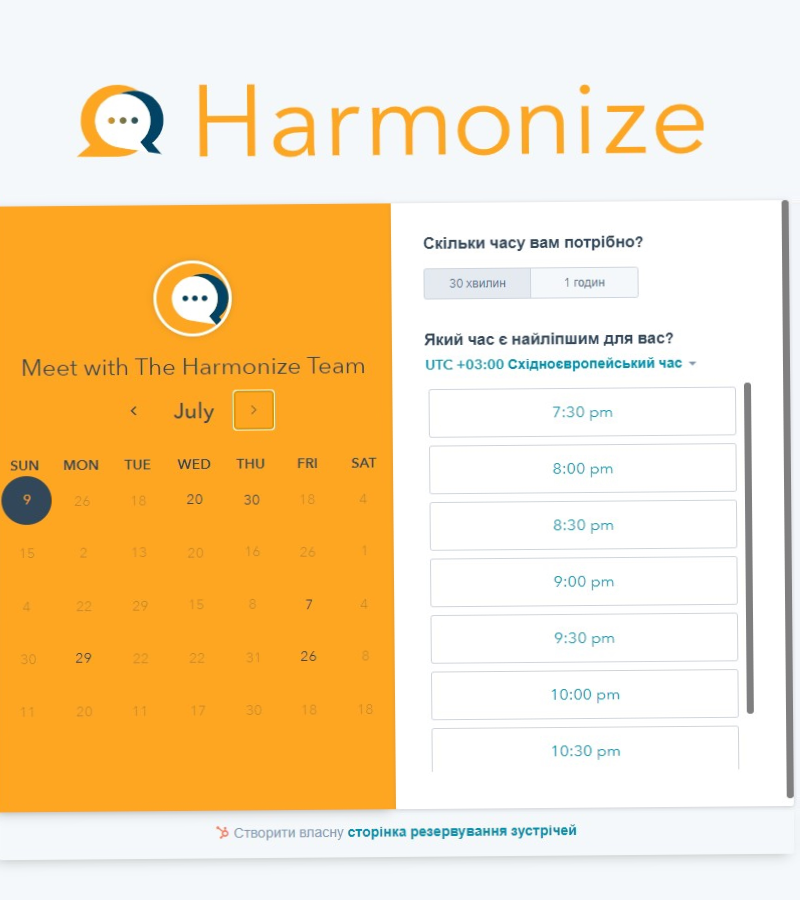 Harmonize
Meet with The Harmonize Team
July
SUN MON TUE WED THU FRI SAT
9 26 18 20 30 18 4
15 2 13 20 16 26 1
4 22 29 15 8 7 4
30 29 22 22 31 26 8
11 20 11 17 30 18 18
Скільки часу вам потрібно?
30 хвилин 1 годин
Який час є найліпшим для вас?
UTC +03:00 Східноєвропейський час
7:30 pm
8:00 pm
8:30 pm
9:00 pm
9:30 pm
10:00 pm
10:30 pm
Створити власну сторінка резервування зустрічей